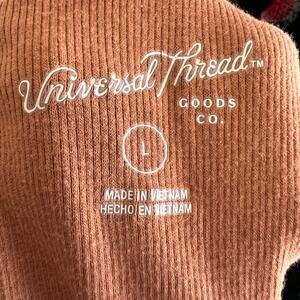 Universal Thread™
GOODS
CO.
L
MADE IN VIETNAM
HECHO EN VIETNAM